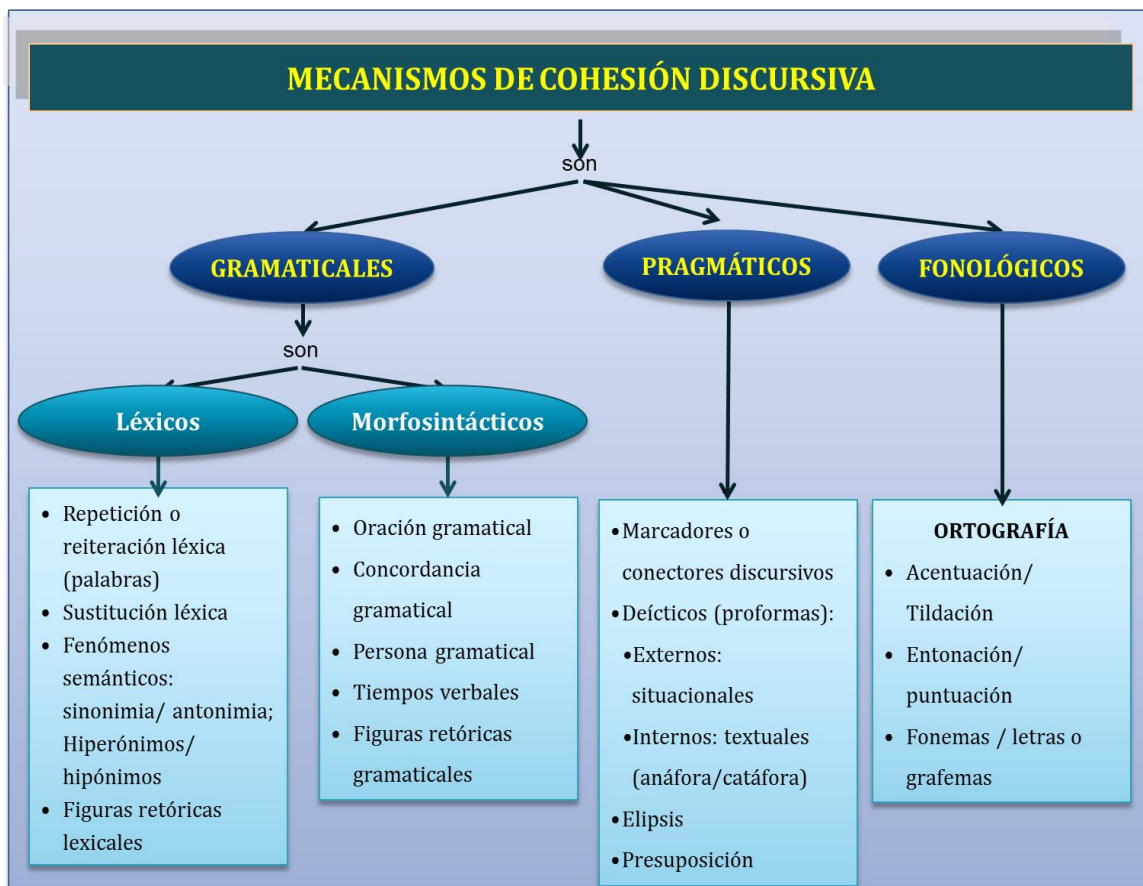 MECANISMOS DE COHESIÓN DISCURSIVA
son
GRAMATICALES
PRAGMÁTICOS
FONOLÓGICOS
son
Léxicos
Morfosintácticos
• Repetición o
reiteración léxica
(palabras)
• Sustitución léxica
• Fenómenos
semánticos:
sinonimia/ antonimia;
Hiperónimos/
hipónimos
• Figuras retóricas
lexicales
• Oración gramatical
• Concordancia
gramatical
• Persona gramatical
• Tiempos verbales
• Figuras retóricas
gramaticales
•Marcadores o
conectores discursivos
•Deícticos (proformas):
•Externos:
situacionales
•Internos: textuales
(anáfora/catáfora)
•Elipsis
•Presuposición
ORTOGRAFÍA
• Acentuación/
Tildación
• Entonación/
puntuación
• Fonemas / letras o
grafemas